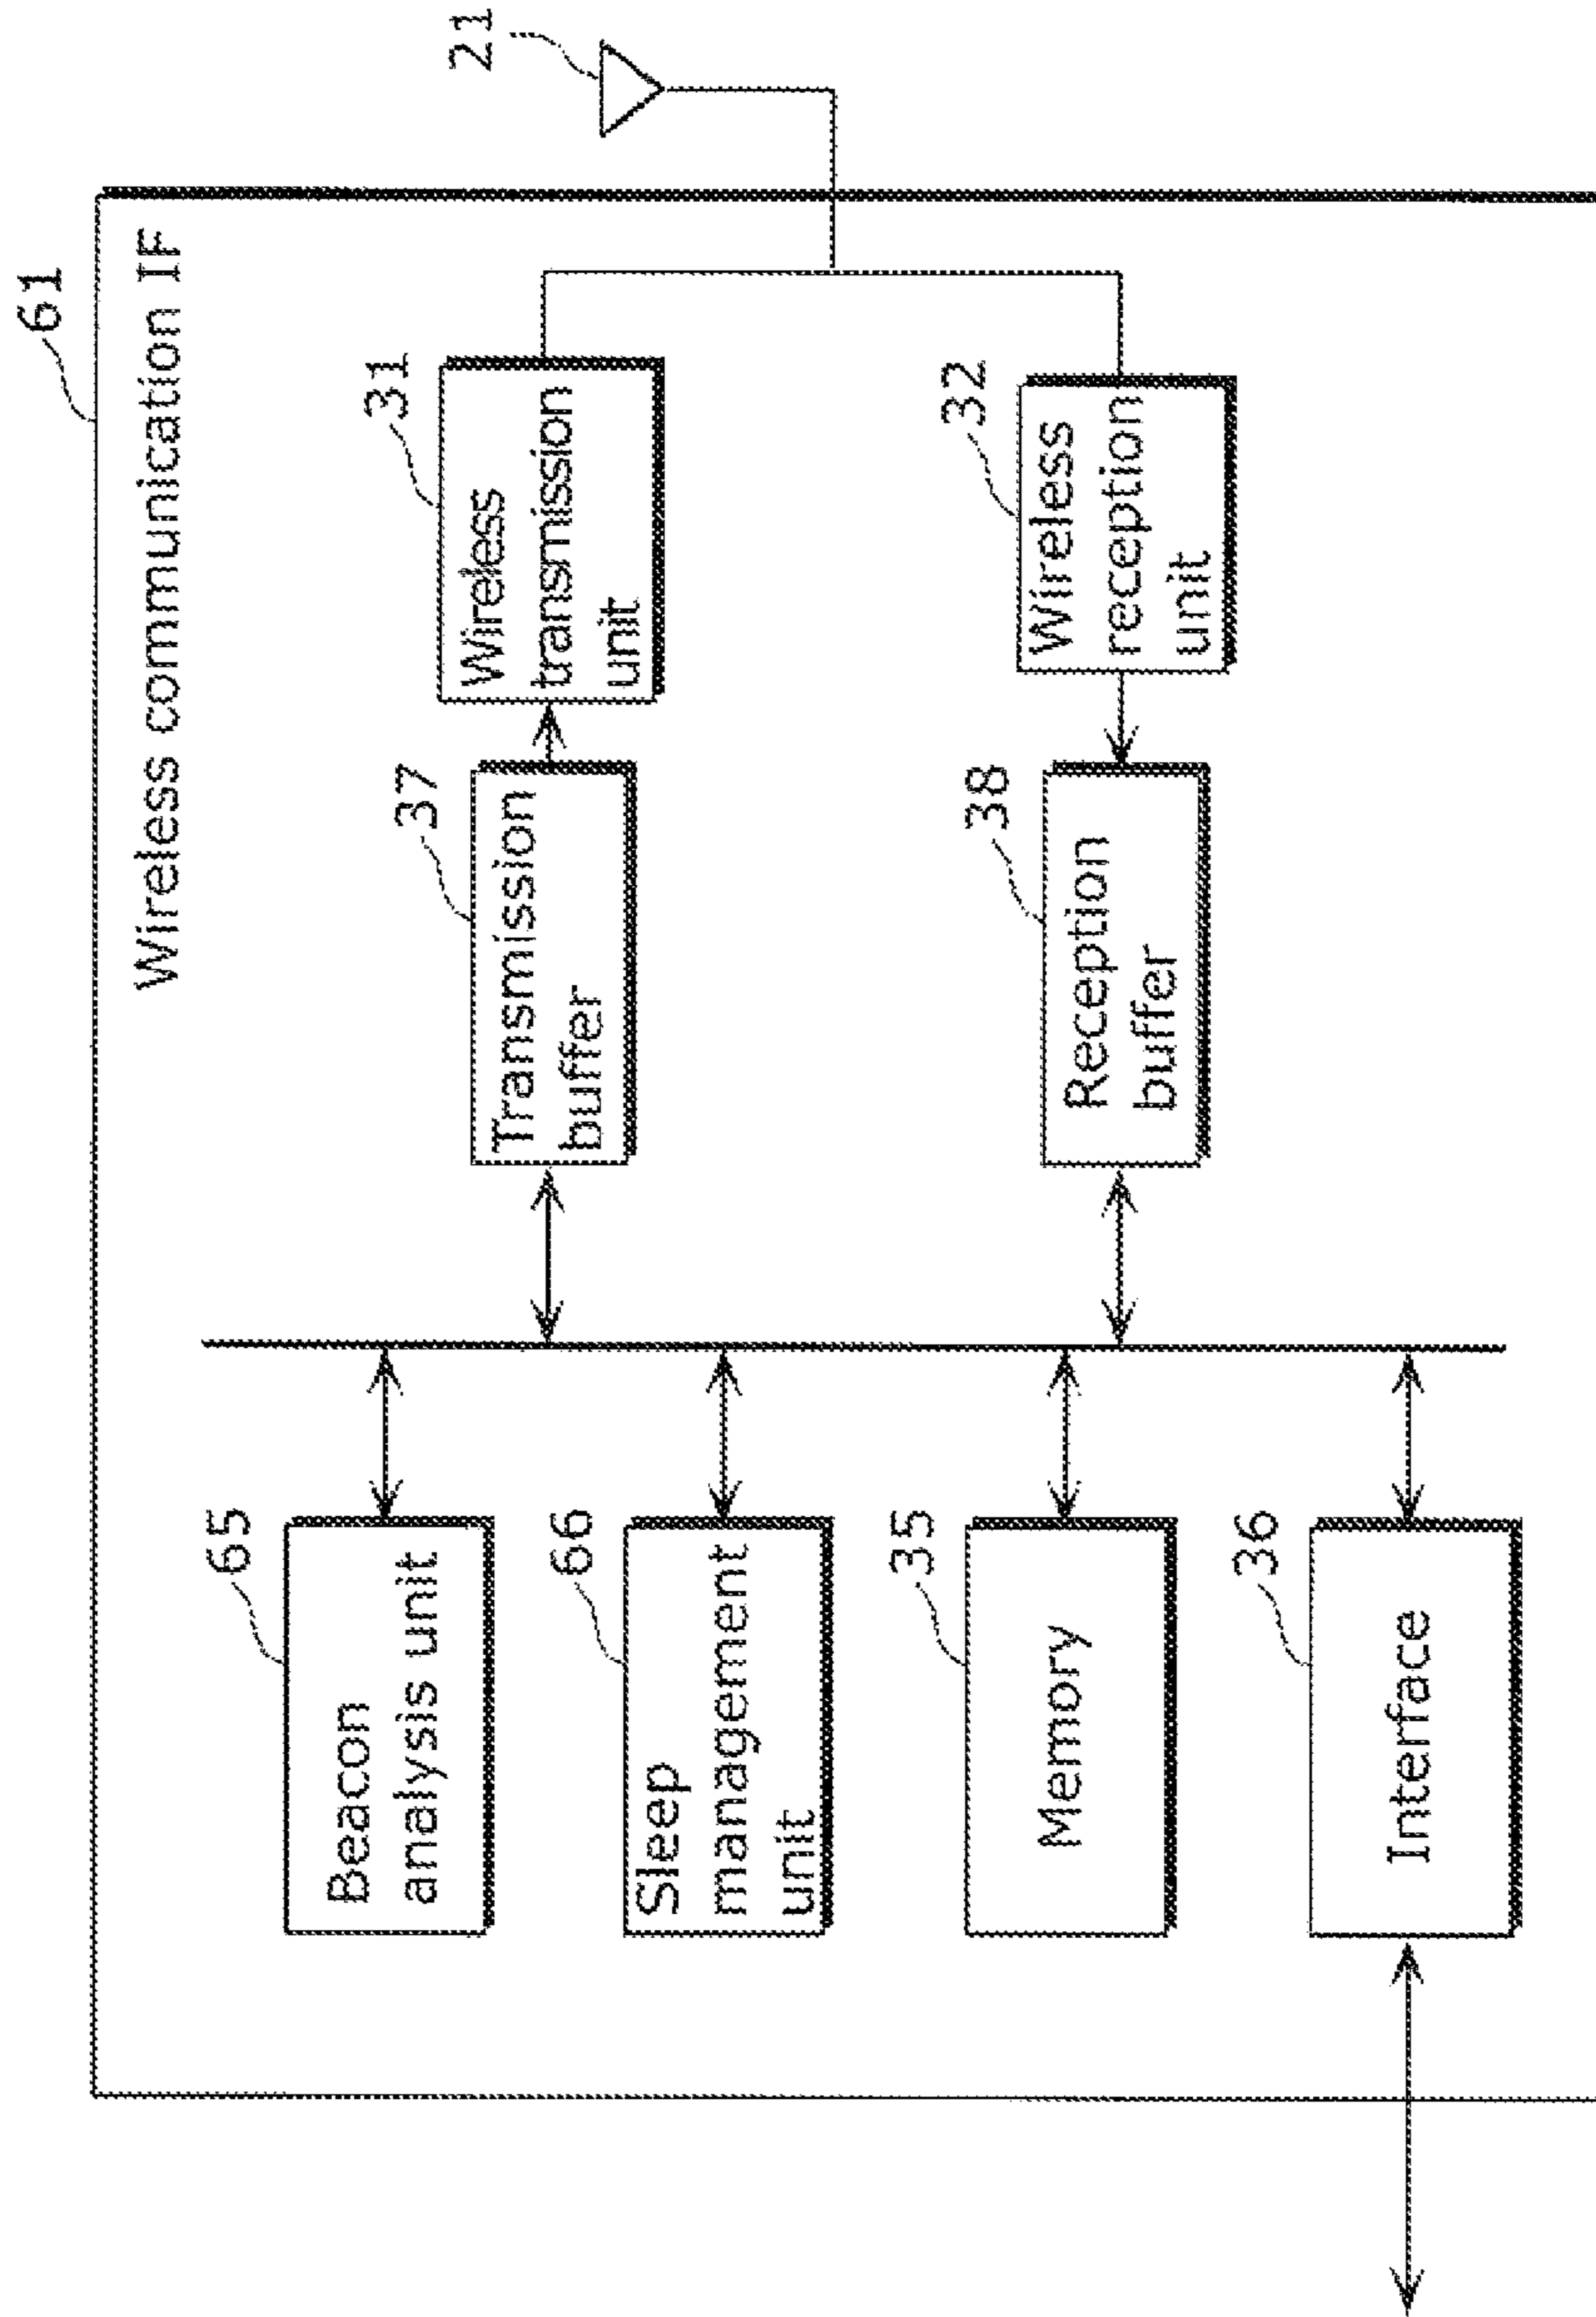 61
Wireless communication IF
65
Beacon
analysis unit
66
Sleep
management
unit
35
Memory
36
Interface
37
Transmission
buffer
38
Reception
buffer
31
Wireless
transmission
unit
32
Wireless
reception
unit
21